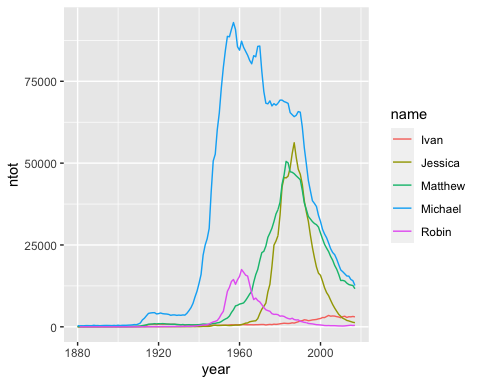 75000
50000
25000
0
ntot
1880
1920
1960
2000
year
name
Ivan
Jessica
Matthew
Michael
Robin